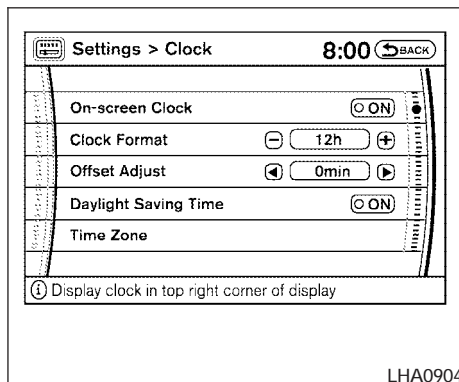 Settings > Clock 8:00 BACK
On-screen Clock ON
Clock Format − 12h +
Offset Adjust 0min
Daylight Saving Time ON
Time Zone
i Display clock in top right corner of display
LHA0904